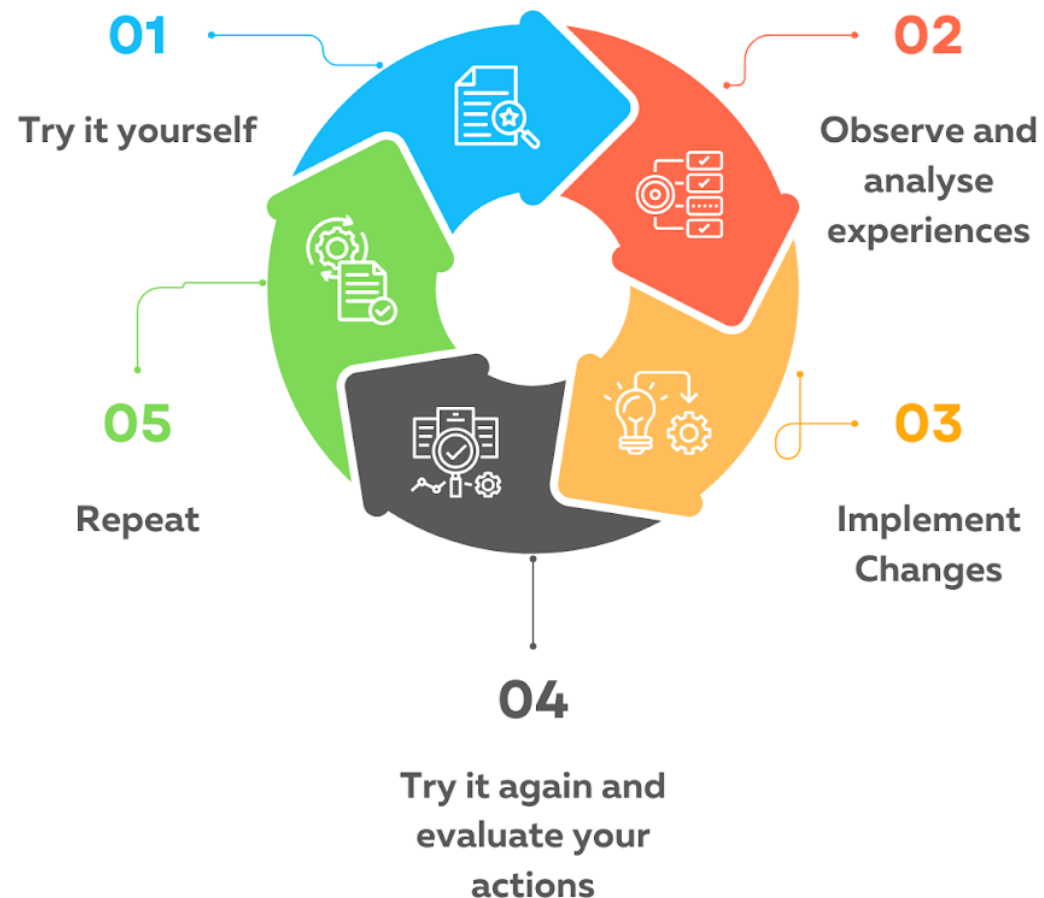 01
Try it yourself
02
Observe and
analyse
experiences
03
Implement
Changes
04
Try it again and
evaluate your
actions
05
Repeat